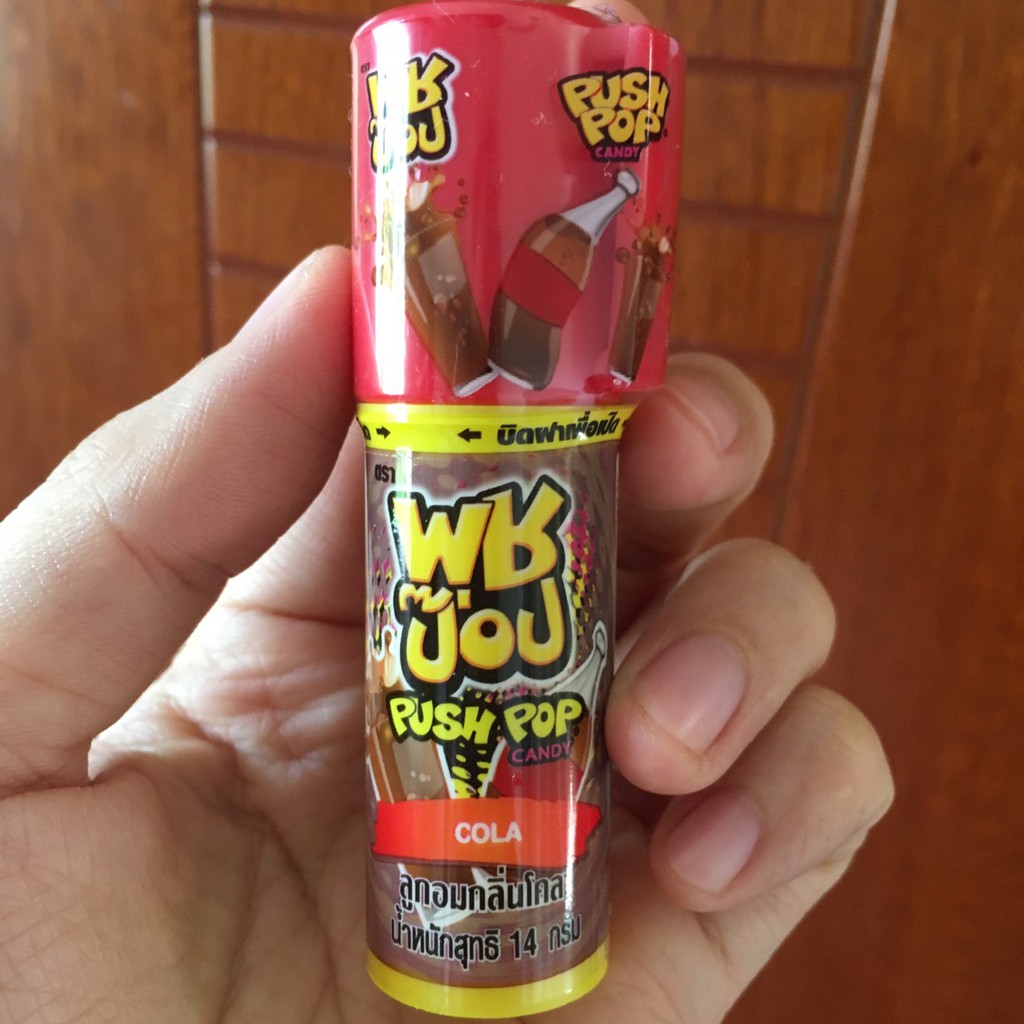 ตรา
พุช
ป๊อป
PUSH
POP
CANDY
บิดฝาเพื่อเปิด
ตรา
พุช
ป๊อป
PUSH POP
CANDY
COLA
ลูกอมกลิ่นโคล
น้ำหนักสุทธิ 14 กรัม